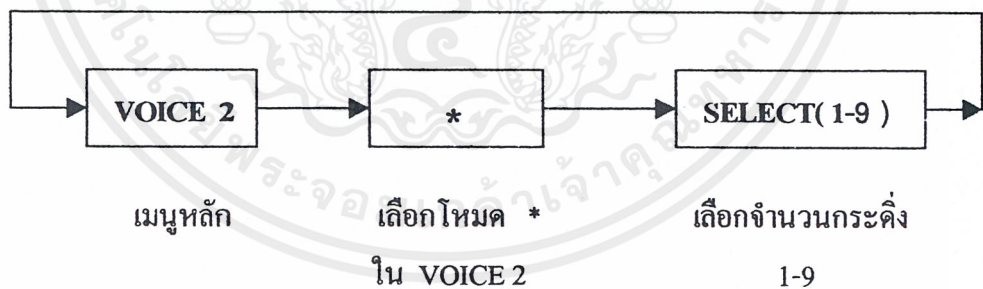 VOICE 2 * SELECT( 1-9 )
เมนูหลัก เลือกโหมด * เลือกจำนวนกระดิ่ง
ใน VOICE 2 1-9